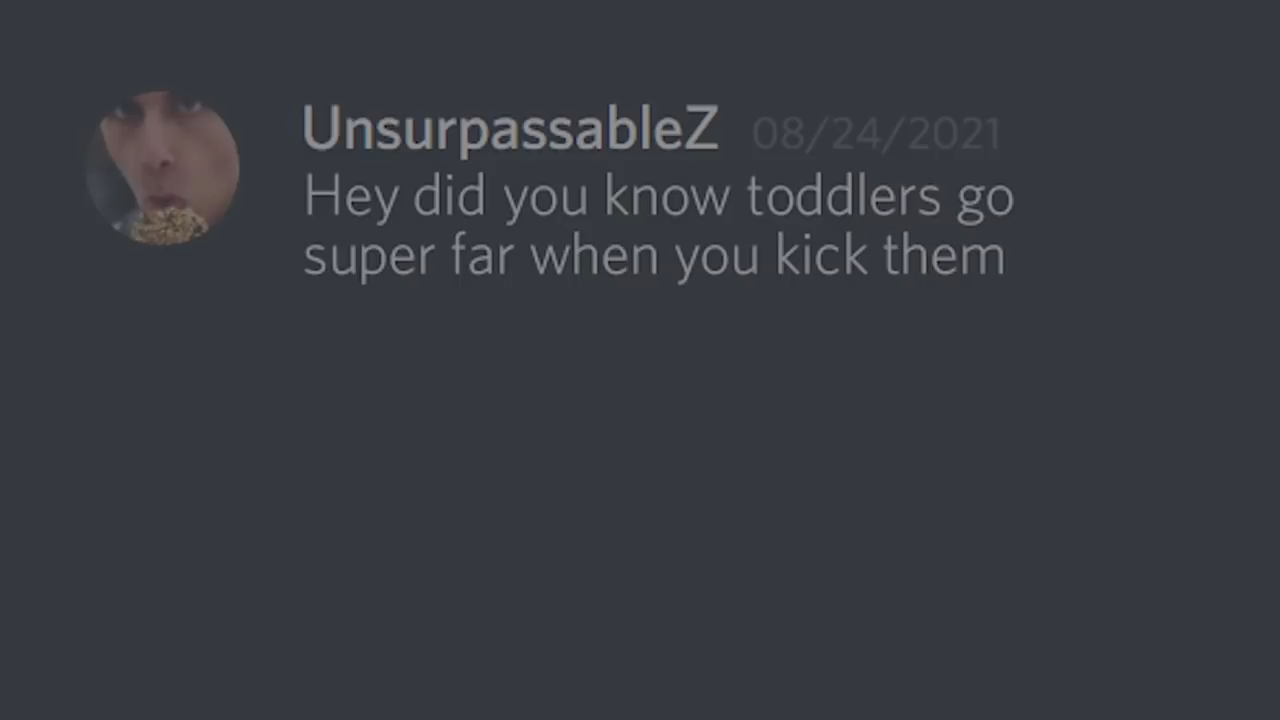 UnsurpassableZ 08/24/2021
Hey did you know toddlers go
super far when you kick them